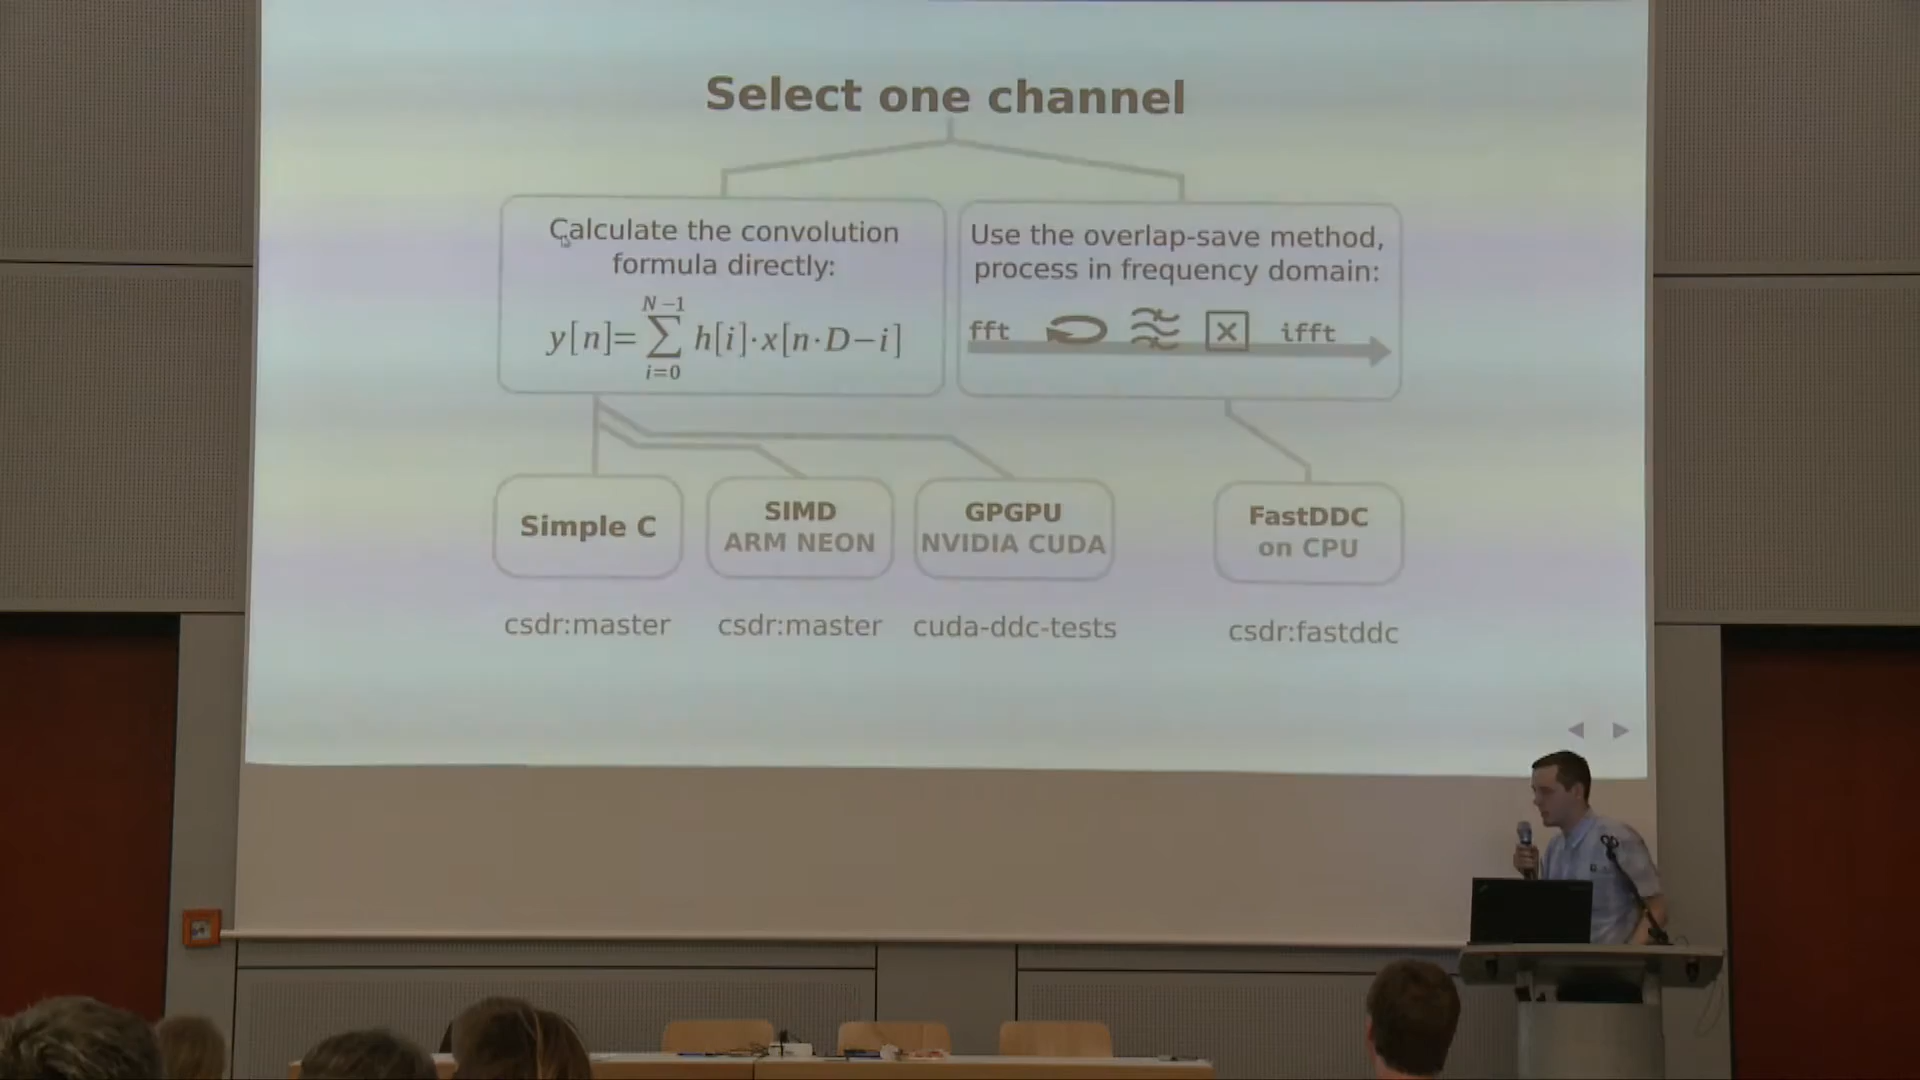 Select one channel
Calculate the convolution
formula directly:
y[n]=∑_{i=0}^{N−1} h[i]·x[n·D−i]
Use the overlap-save method,
process in frequency domain:
fft × ifft
Simple C
SIMD
ARM NEON
GPGPU
NVIDIA CUDA
FastDDC
on CPU
csdr:master
csdr:master
cuda-ddc-tests
csdr:fastddc